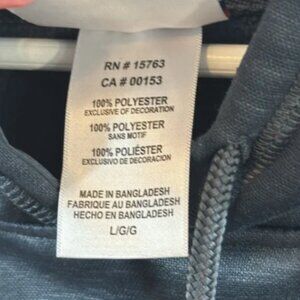 RN # 15763
CA # 00153
100% POLYESTER
EXCLUSIVE OF DECORATION
100% POLYESTER
SANS MOTIF
100% POLIÉSTER
EXCLUSIVO DE DECORACION
MADE IN BANGLADESH
FABRIQUE AU BANGLADESH
HECHO EN BANGLADESH
L/G/G